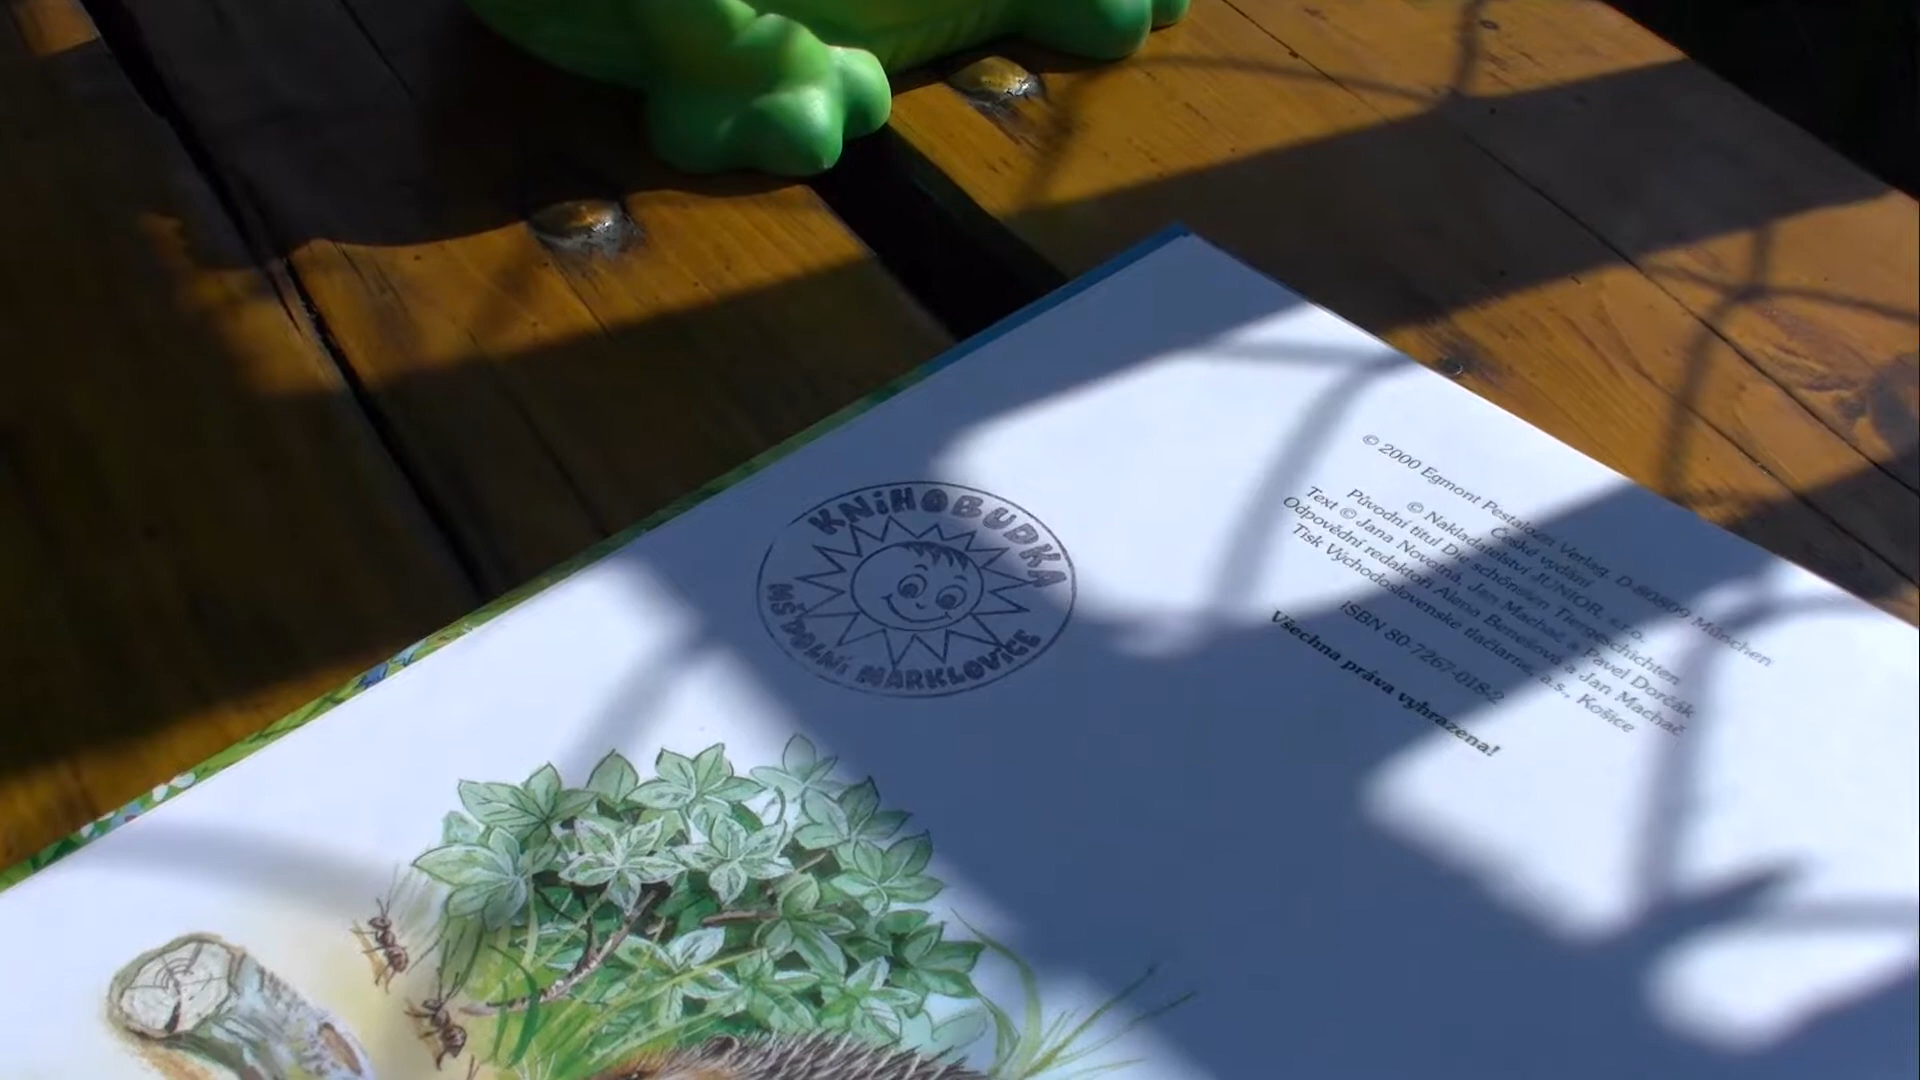 KNiHOBUDKA
MŠ DOLNÍ MARKLOVICE
© 2000 Egmont Pestalozzi Verlag, D-80809 München
České vydání
© Nakladatelství JUNIOR, s.r.o.
Původní titul Die schönsten Tiergeschichten
Text © Jana Novotná, Jan Machač a Pavel Dorčák
Odpovědní redaktoři Alena Benešová a Jan Machač
Tisk Východoslovenské tlačiarne, a.s., Košice
ISBN 80-7267-018-2
Všechna práva vyhrazena!